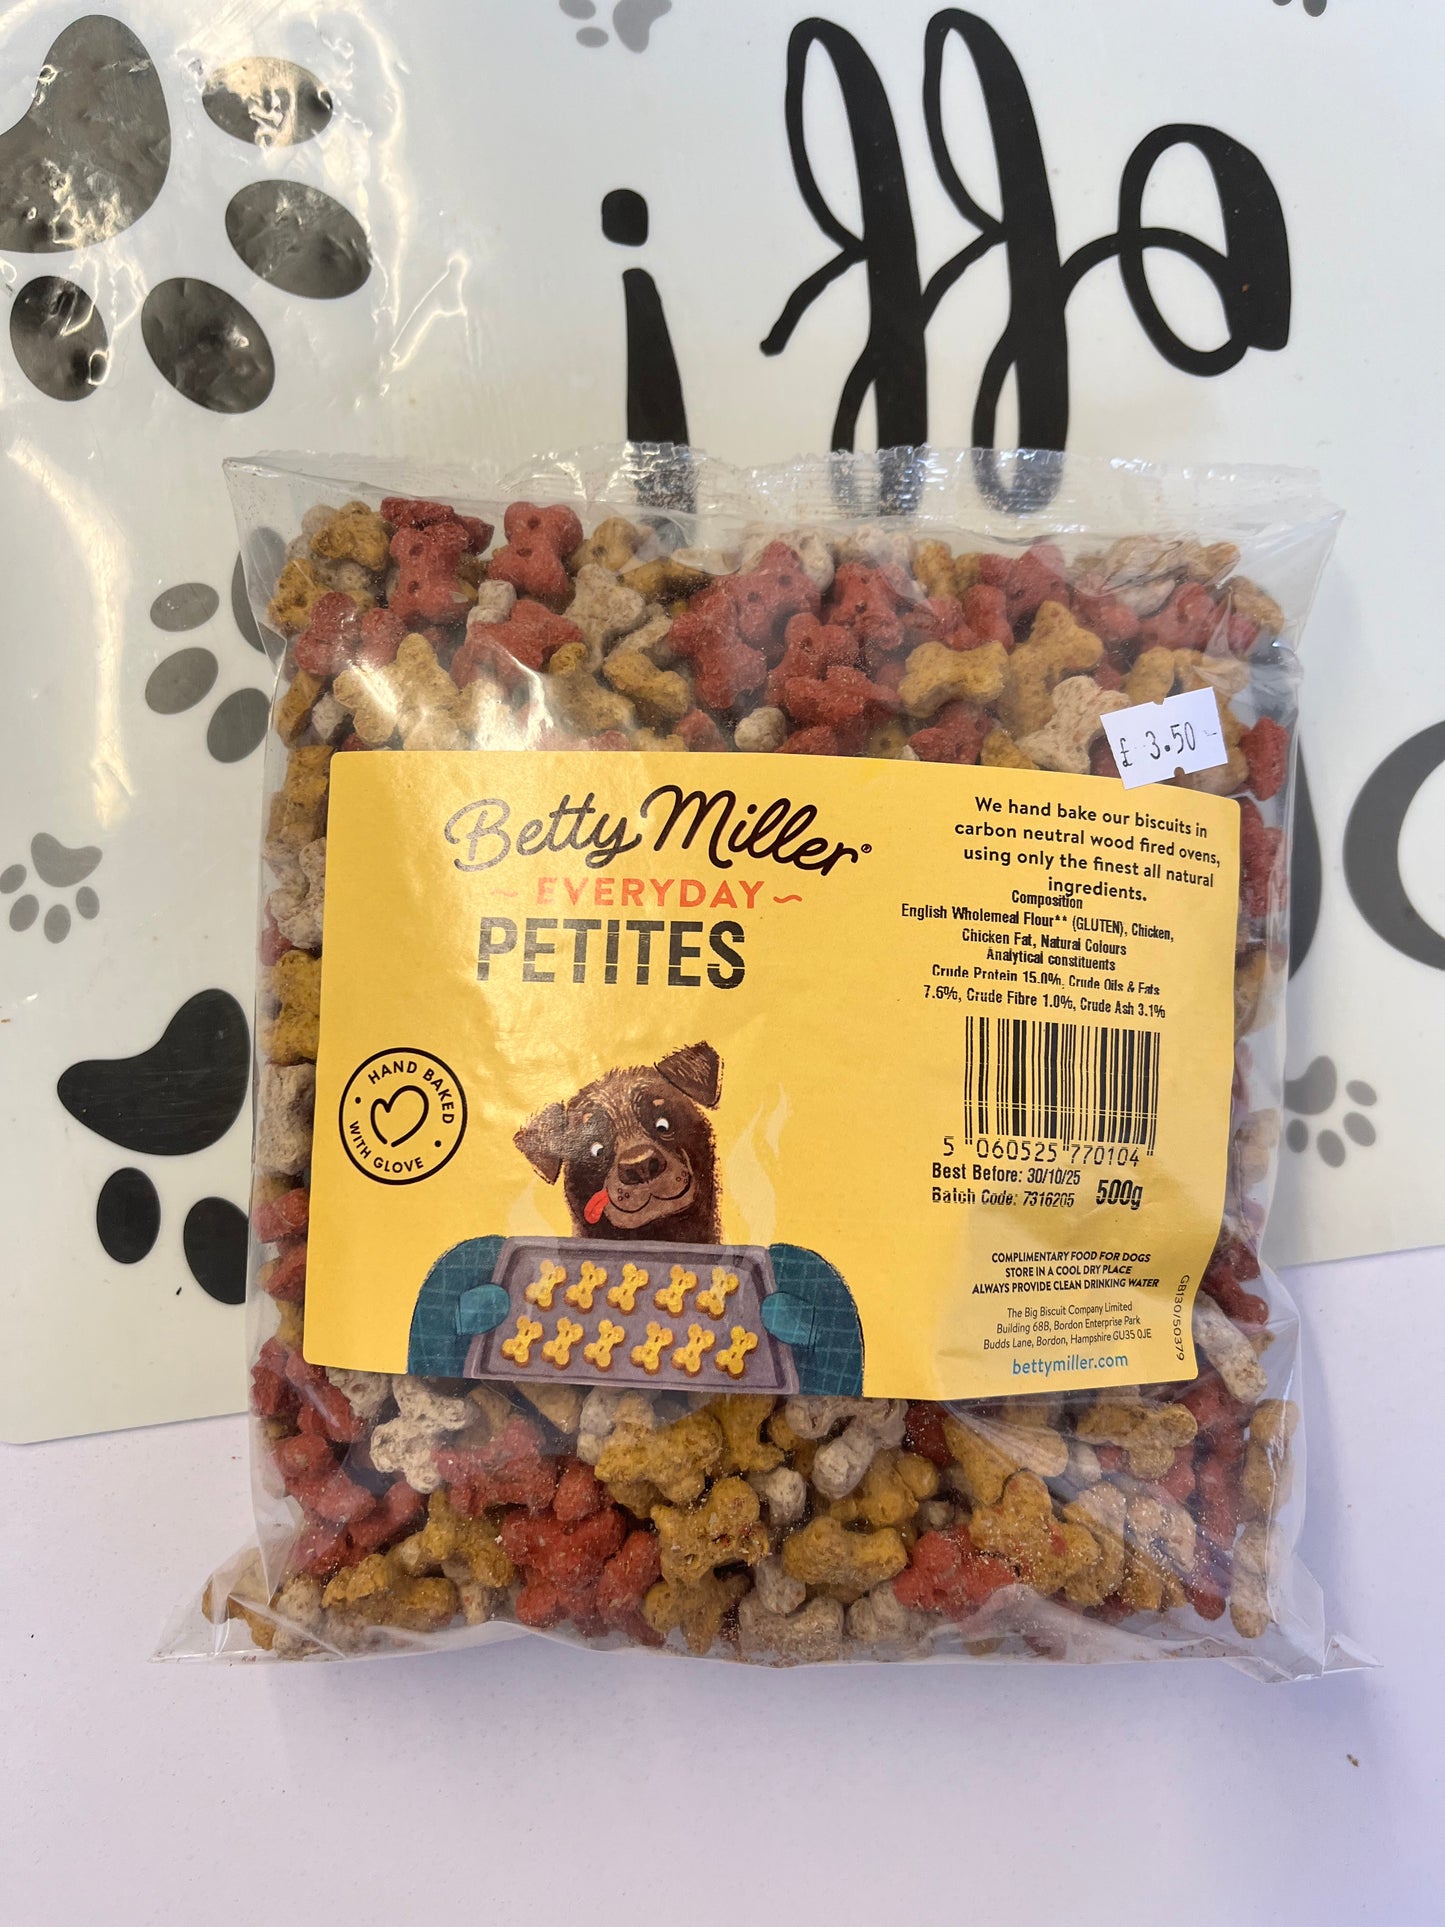 £ 3.50
Betty Miller®
~ EVERYDAY ~
PETITES
HAND BAKED
WITH GLOVE
We hand bake our biscuits in
carbon neutral wood fired ovens,
using only the finest all natural
ingredients.
Composition
English Wholemeal Flour** (GLUTEN), Chicken,
Chicken Fat, Natural Colours
Analytical constituents
Crude Protein 15.0%, Crude Oils & Fats
7.6%, Crude Fibre 1.0%, Crude Ash 3.1%
5 060525 770104
Best Before: 30/10/25
Batch Code: 7316205 500g
COMPLIMENTARY FOOD FOR DOGS
STORE IN A COOL DRY PLACE
ALWAYS PROVIDE CLEAN DRINKING WATER
The Big Biscuit Company Limited
Building 68B, Bordon Enterprise Park
Budds Lane, Bordon, Hampshire GU35 0JE
bettymiller.com
GB130/50379